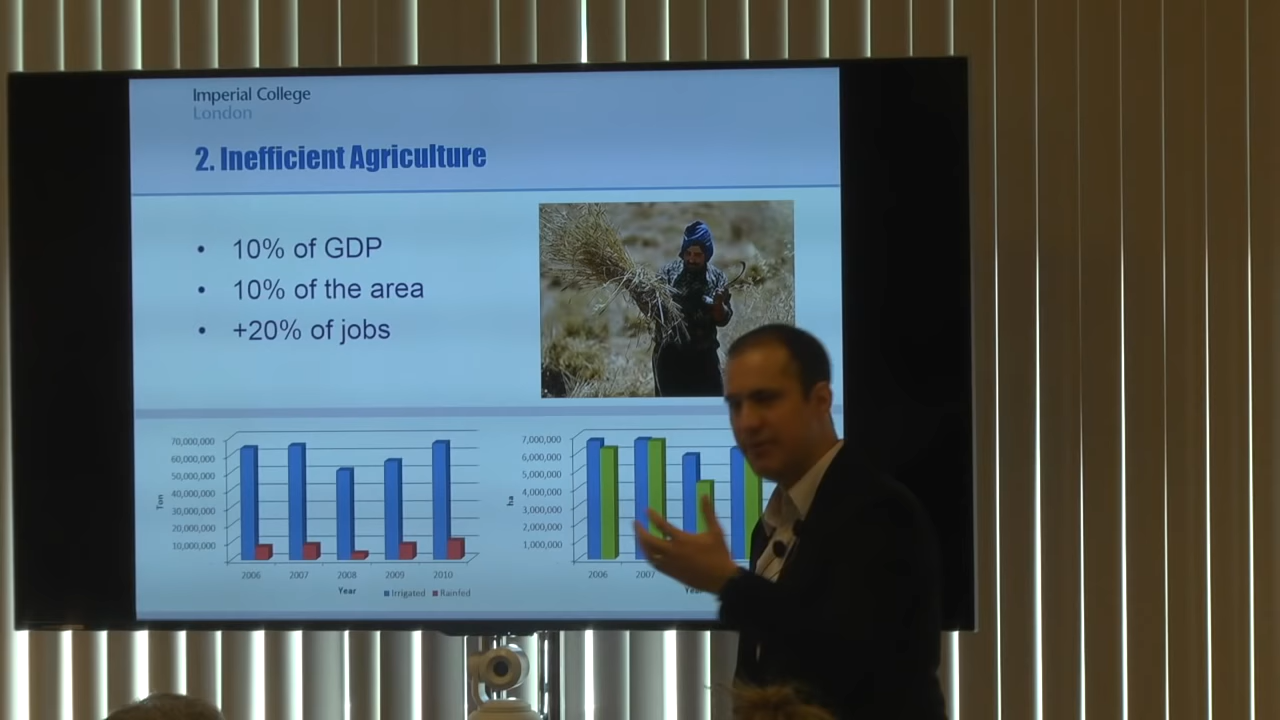 Imperial College
London
2. Inefficient Agriculture
• 10% of GDP
• 10% of the area
• +20% of jobs
70,000,000
60,000,000
50,000,000
40,000,000
30,000,000
20,000,000
10,000,000
Ton
2006 2007 2008 2009 2010
Year
Irrigated Rainfed
7,000,000
6,000,000
5,000,000
4,000,000
3,000,000
2,000,000
1,000,000
ha
2006 2007